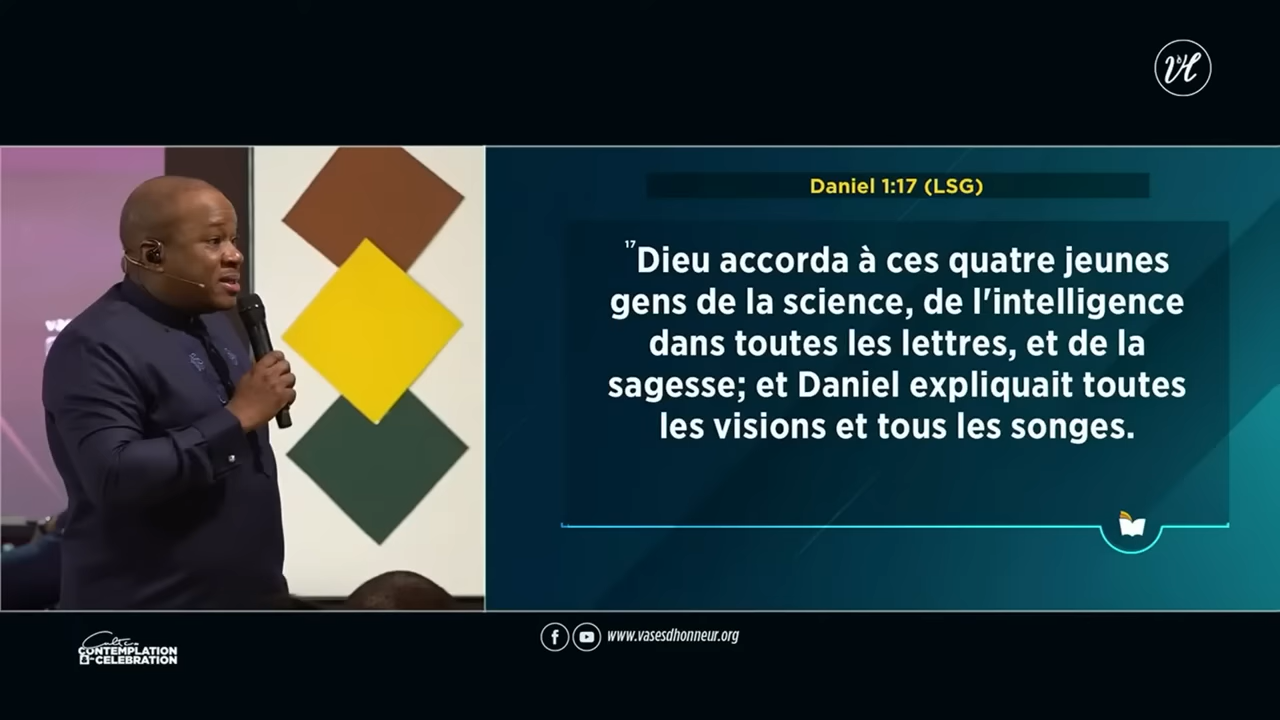 VH
Daniel 1:17 (LSG)
17Dieu accorda à ces quatre jeunes
gens de la science, de l'intelligence
dans toutes les lettres, et de la
sagesse; et Daniel expliquait toutes
les visions et tous les songes.
Culte
CONTEMPLATION
& CELEBRATION
www.vasesdhonneur.org